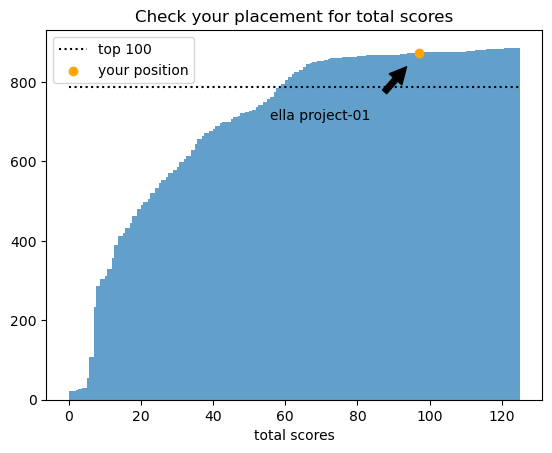 Check your placement for total scores
top 100
your position
ella project-01
800
600
400
200
0
0 20 40 60 80 100 120
total scores